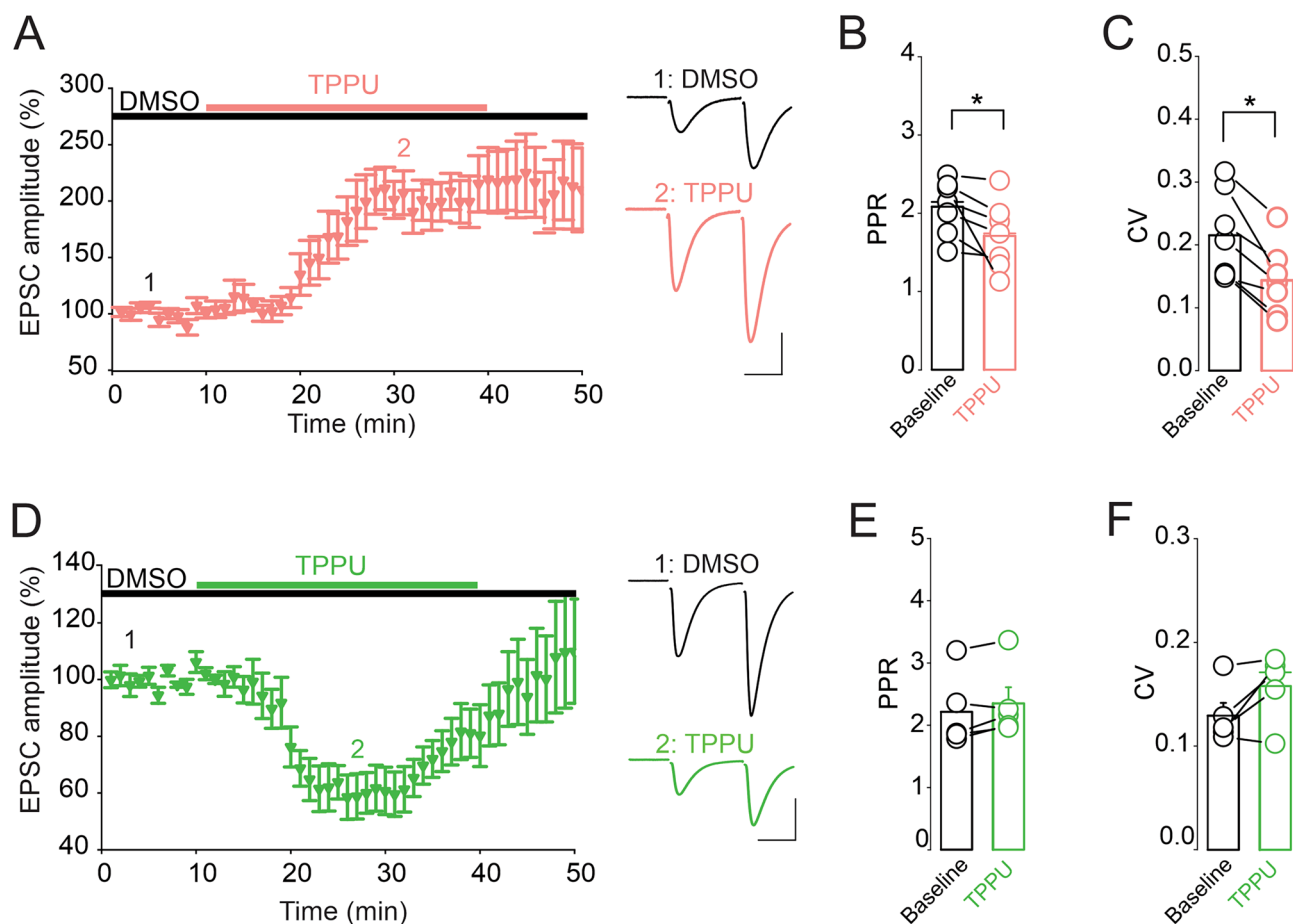 A
EPSC amplitude (%)
300
250
200
150
100
50
DMSO
TPPU
1
2
0
10
20
30
40
50
Time (min)
1: DMSO
2: TPPU
B
PPR
4
3
2
1
0
*
Baseline
TPPU
C
CV
0.5
0.4
0.3
0.2
0.1
0.0
*
Baseline
TPPU
D
EPSC amplitude (%)
140
120
100
80
60
40
DMSO
TPPU
1
2
0
10
20
30
40
50
Time (min)
1: DMSO
2: TPPU
E
PPR
5
4
3
2
1
0
Baseline
TPPU
F
CV
0.3
0.2
0.1
0.0
Baseline
TPPU